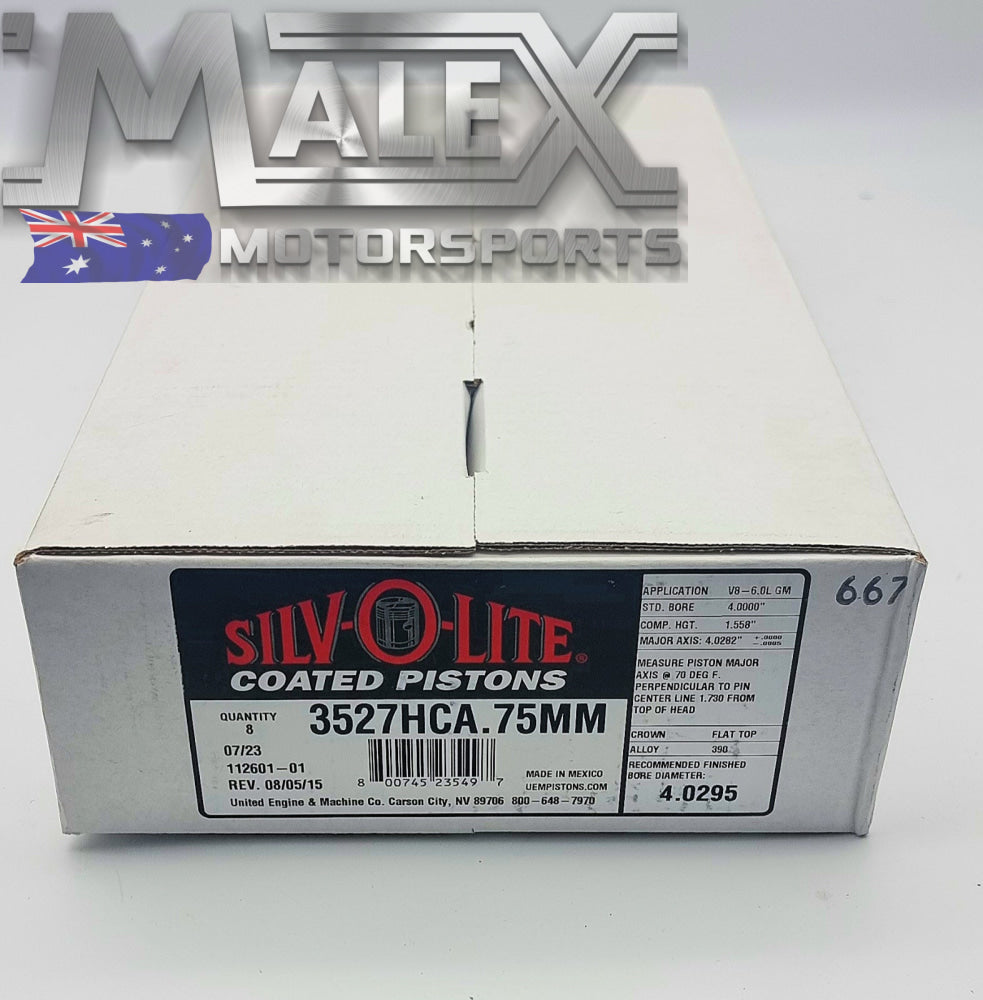 MALEX
MOTORSPORTS
667
SILV-O-LITE®
COATED PISTONS
QUANTITY
8
3527HCA.75MM
07/23
112601-01
REV. 08/05/15
8 00745 23549 7
MADE IN MEXICO
UEMPISTONS.COM
United Engine & Machine Co. Carson City, NV 89706 800-648-7970
APPLICATION V8-6.0L GM
STD. BORE 4.0000"
COMP. HGT. 1.558"
MAJOR AXIS: 4.0282" +.0000 -.0005
MEASURE PISTON MAJOR
AXIS @ 70 DEG F.
PERPENDICULAR TO PIN
CENTER LINE 1.730 FROM
TOP OF HEAD
CROWN FLAT TOP
ALLOY 390
RECOMMENDED FINISHED
BORE DIAMETER:
4.0295